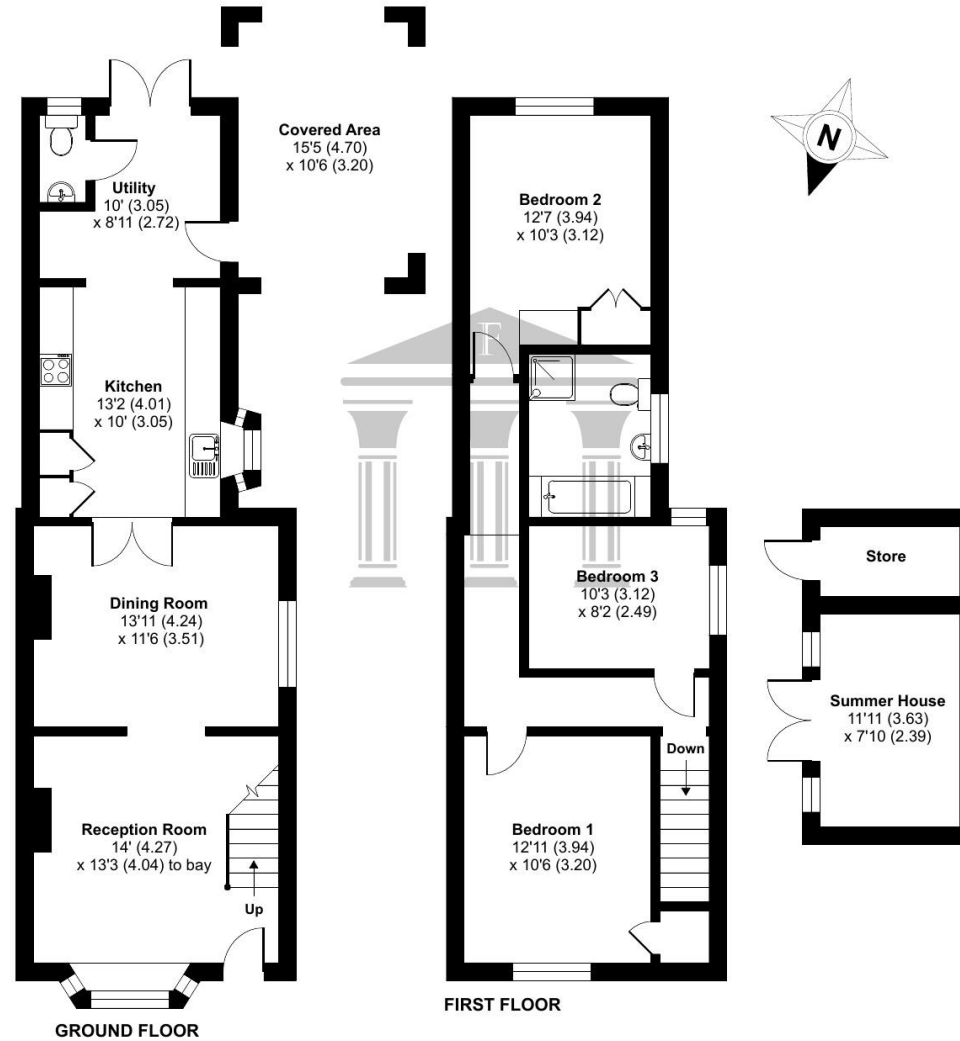 Covered Area
15'5 (4.70)
x 10'6 (3.20)
N
Utility
10' (3.05)
x 8'11 (2.72)
Bedroom 2
12'7 (3.94)
x 10'3 (3.12)
F
Kitchen
13'2 (4.01)
x 10' (3.05)
Store
Bedroom 3
10'3 (3.12)
x 8'2 (2.49)
Dining Room
13'11 (4.24)
x 11'6 (3.51)
Summer House
11'11 (3.63)
x 7'10 (2.39)
Down
Reception Room
14' (4.27)
x 13'3 (4.04) to bay
Bedroom 1
12'11 (3.94)
x 10'6 (3.20)
Up
FIRST FLOOR
GROUND FLOOR